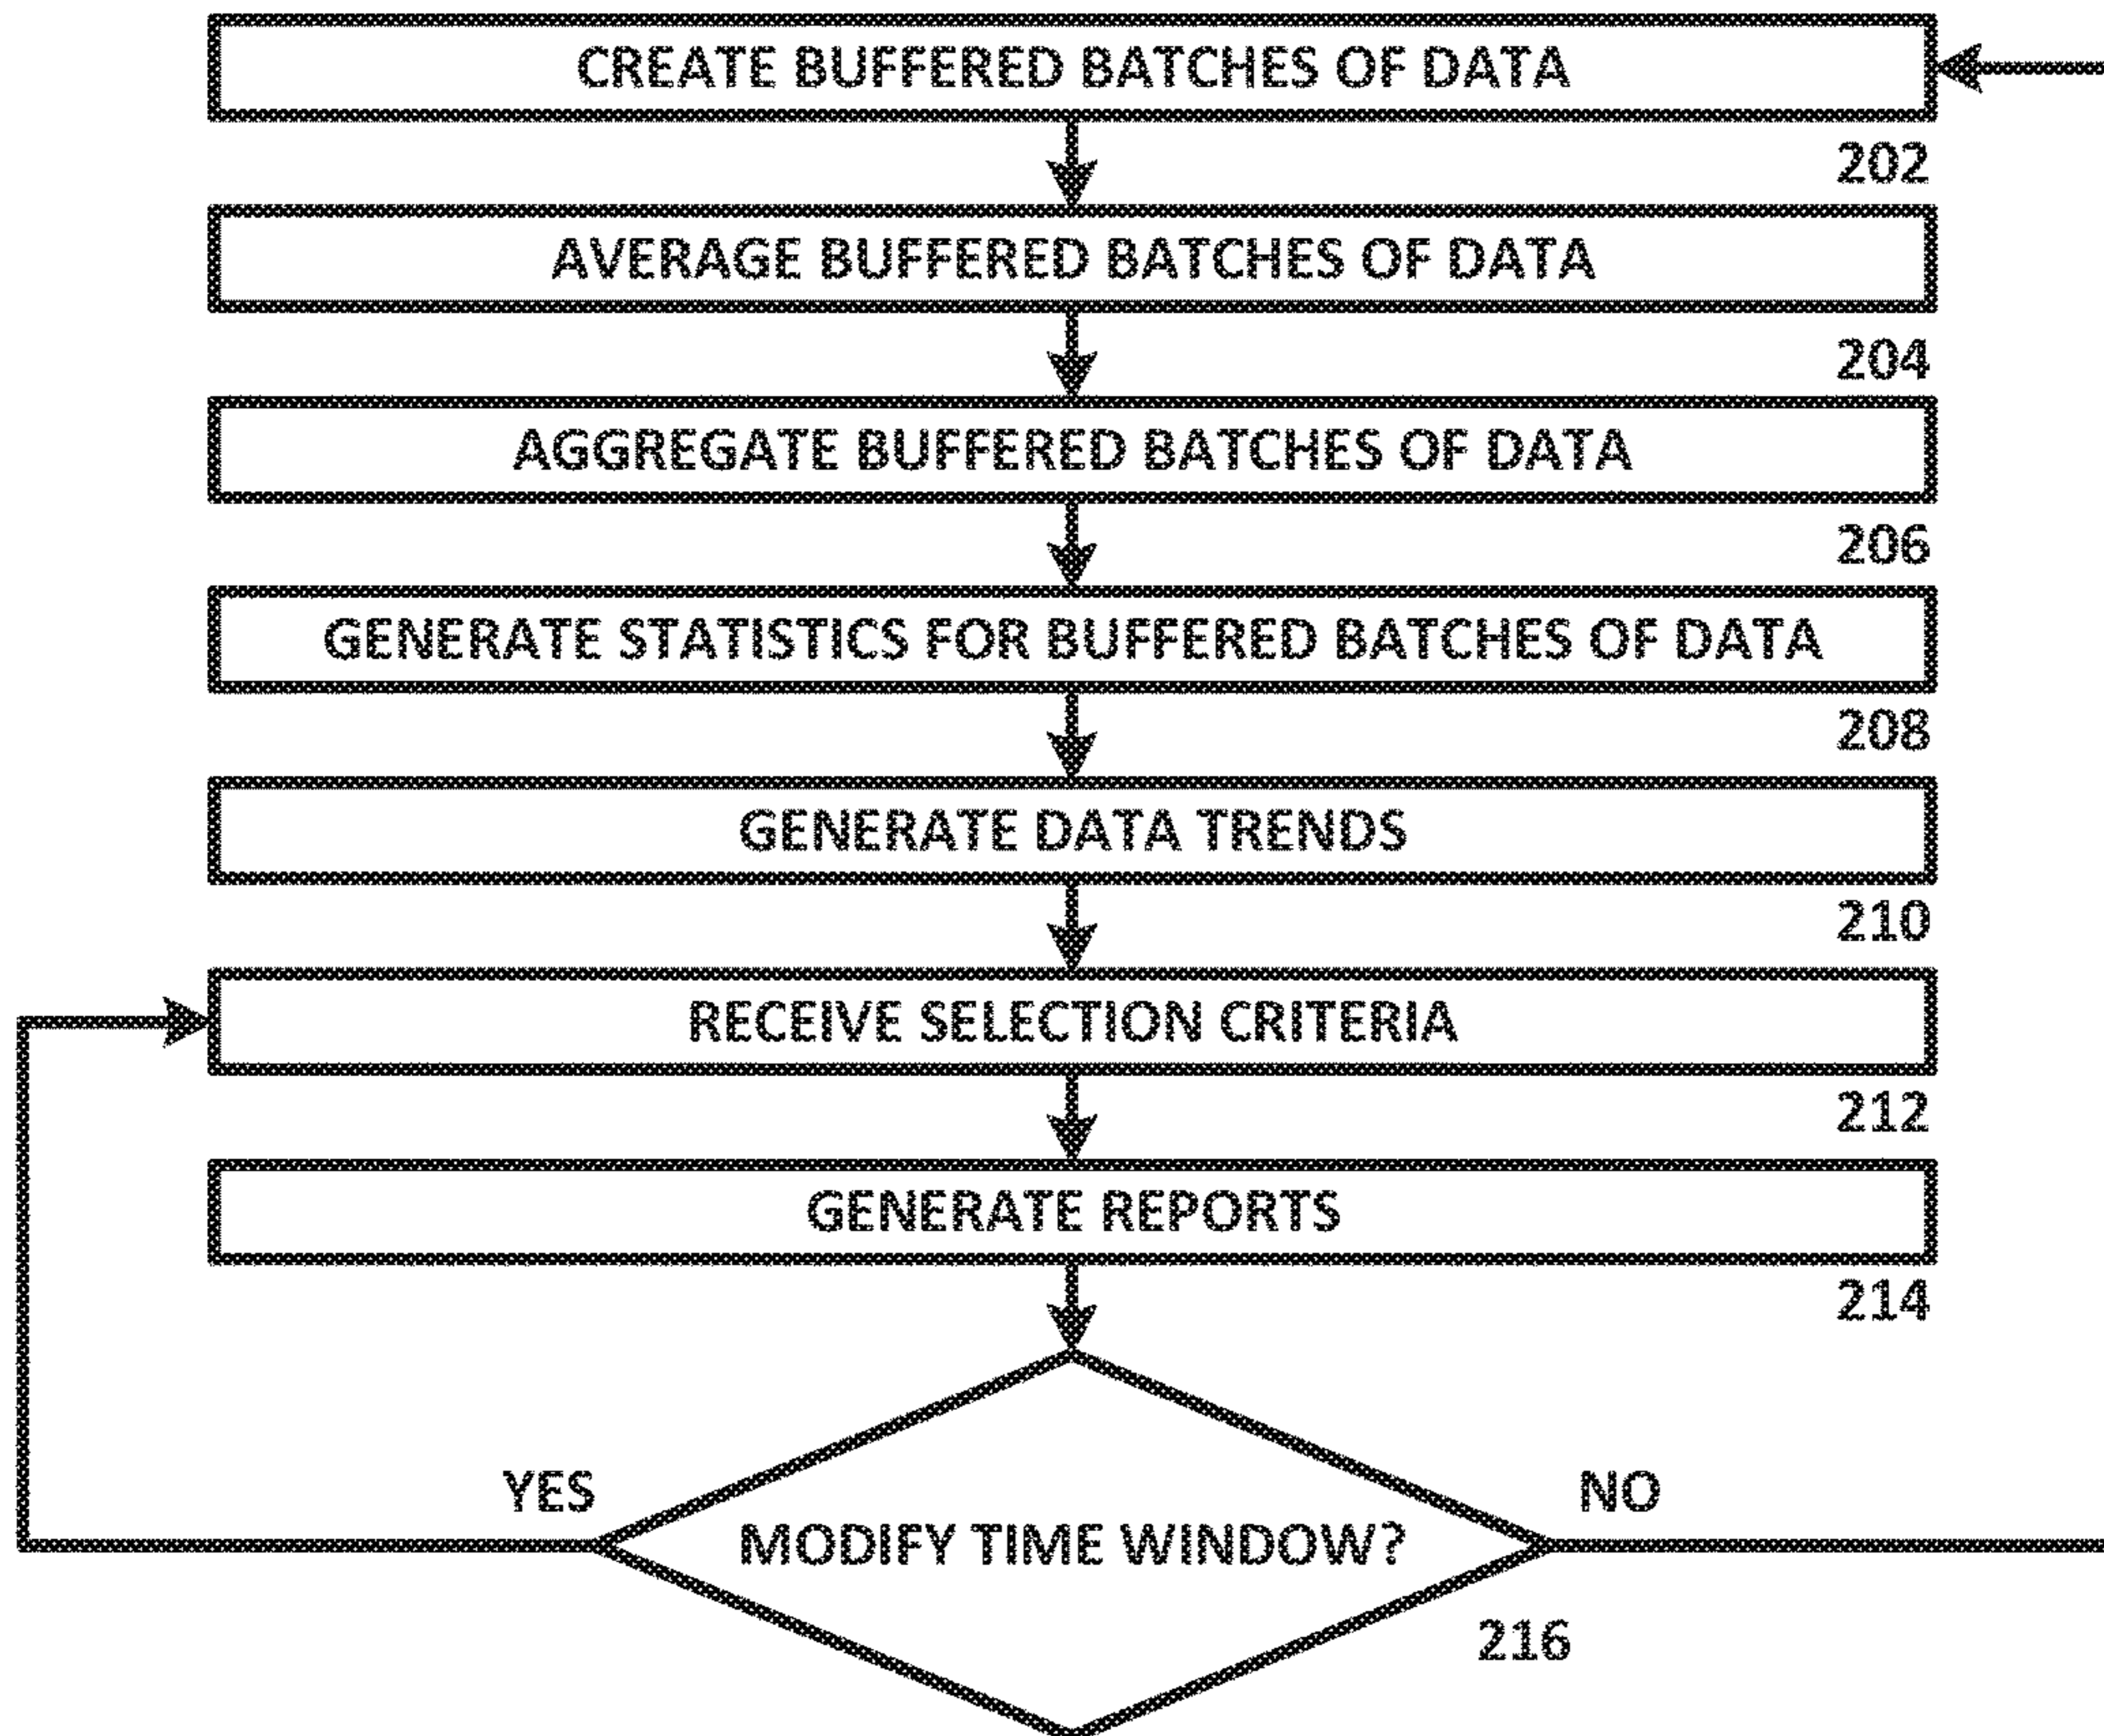 CREATE BUFFERED BATCHES OF DATA
202
AVERAGE BUFFERED BATCHES OF DATA
204
AGGREGATE BUFFERED BATCHES OF DATA
206
GENERATE STATISTICS FOR BUFFERED BATCHES OF DATA
208
GENERATE DATA TRENDS
210
RECEIVE SELECTION CRITERIA
212
GENERATE REPORTS
214
YES
NO
MODIFY TIME WINDOW?
216